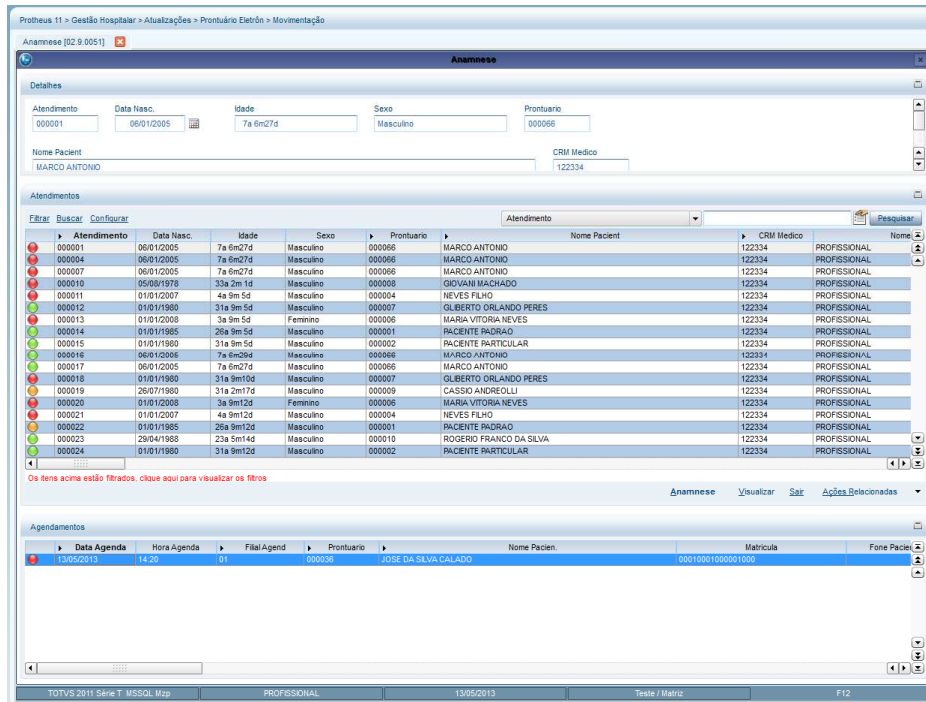 Protheus 11 > Gestão Hospitalar > Atualizações > Prontuário Eletrôn > Movimentação
Anamnese [02.9.0051]
Anamnese
Detalhes
Atendimento Data Nasc. Idade Sexo Prontuario
000001 06/01/2005 7a 6m27d Masculino 000066
Nome Pacient CRM Medico
MARCO ANTONIO 122334
Atendimentos
Filtrar Buscar Configurar Atendimento Pesquisar
Atendimento Data Nasc. Idade Sexo Prontuario Nome Pacient CRM Medico Nome
000001 06/01/2005 7a 6m27d Masculino 000066 MARCO ANTONIO 122334 PROFISSIONAL
000004 06/01/2005 7a 6m27d Masculino 000066 MARCO ANTONIO 122334 PROFISSIONAL
000007 06/01/2005 7a 6m27d Masculino 000066 MARCO ANTONIO 122334 PROFISSIONAL
000010 05/08/1978 33a 2m 1d Masculino 000008 GIOVANI MACHADO 122334 PROFISSIONAL
000011 01/01/2007 4a 9m 5d Masculino 000004 NEVES FILHO 122334 PROFISSIONAL
000012 01/01/1980 31a 9m 5d Masculino 000007 GLIBERTO ORLANDO PERES 122334 PROFISSIONAL
000013 01/01/2008 3a 9m 5d Feminino 000006 MARIA VITORIA NEVES 122334 PROFISSIONAL
000014 01/01/1985 26a 9m 5d Masculino 000001 PACIENTE PADRAO 122334 PROFISSIONAL
000015 01/01/1980 31a 9m 5d Masculino 000002 PACIENTE PARTICULAR 122334 PROFISSIONAL
000016 06/01/2005 7a 6m29d Masculino 000066 MARCO ANTONIO 122334 PROFISSIONAL
000017 06/01/2005 7a 6m27d Masculino 000066 MARCO ANTONIO 122334 PROFISSIONAL
000018 01/01/1980 31a 9m10d Masculino 000007 GLIBERTO ORLANDO PERES 122334 PROFISSIONAL
000019 26/07/1980 31a 2m17d Masculino 000009 CASSIO ANDREOLLI 122334 PROFISSIONAL
000020 01/01/2008 3a 9m12d Feminino 000006 MARIA VITORIA NEVES 122334 PROFISSIONAL
000021 01/01/2007 4a 9m12d Masculino 000004 NEVES FILHO 122334 PROFISSIONAL
000022 01/01/1985 26a 9m12d Masculino 000001 PACIENTE PADRAO 122334 PROFISSIONAL
000023 29/04/1988 23a 5m14d Masculino 000010 ROGERIO FRANCO DA SILVA 122334 PROFISSIONAL
000024 01/01/1980 31a 9m12d Masculino 000002 PACIENTE PARTICULAR 122334 PROFISSIONAL
Os itens acima estão filtrados, clique aqui para visualizar os filtros
Anamnese Visualizar Sair Ações Relacionadas
Agendamentos
Data Agenda Hora Agenda Filial Agend Prontuario Nome Pacien. Matricula Fone Pacie
13/05/2013 14:20 01 000036 JOSE DA SILVA CALADO 00010001000001000
TOTVS 2011 Série T MSSQL Mzp PROFISSIONAL 13/05/2013 Teste / Matriz F12